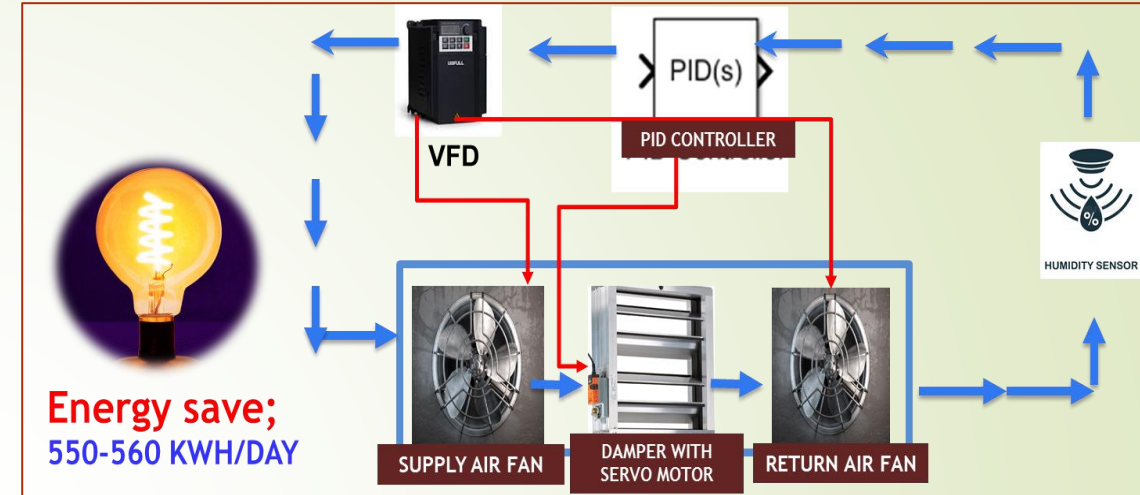 UNIFULL
PID(s)
PID CONTROLLER
VFD
%
HUMIDITY SENSOR
Energy save;
550-560 KWH/DAY
SUPPLY AIR FAN
DAMPER WITH
SERVO MOTOR
RETURN AIR FAN